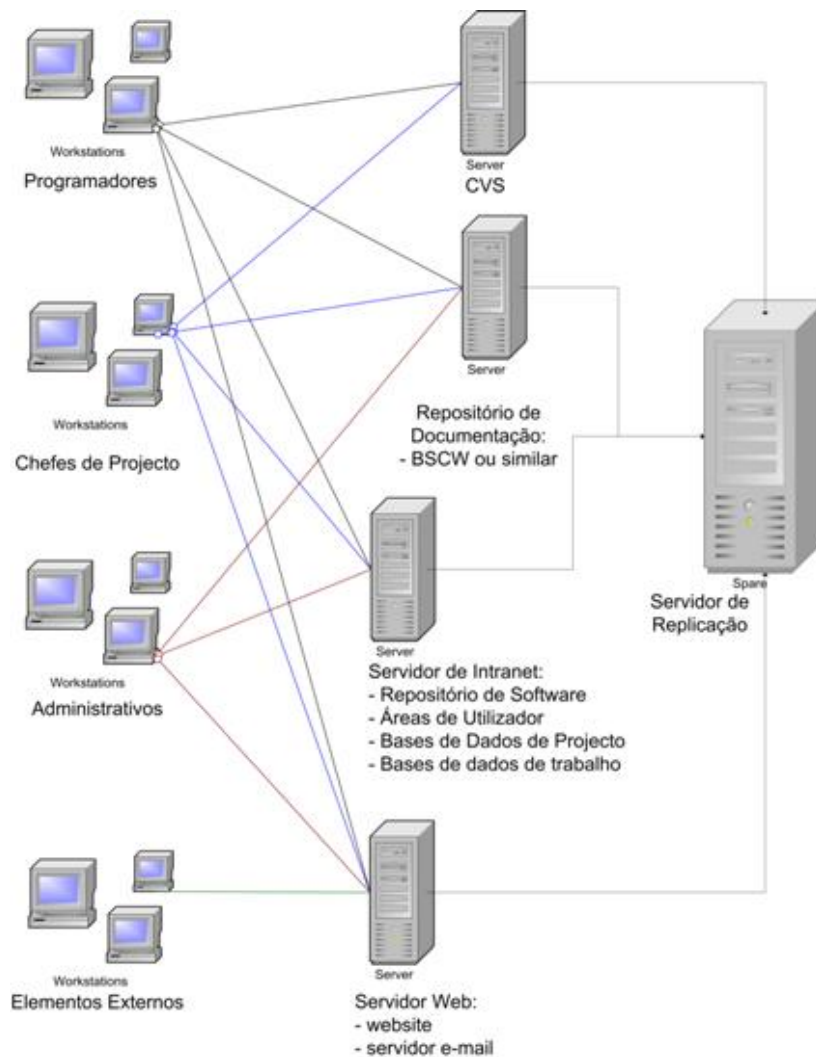 Workstations
Programadores
Server
CVS
Workstations
Chefes de Projecto
Server
Repositório de
Documentação:
- BSCW ou similar
Spare
Servidor de
Replicação
Workstations
Administrativos
Server
Servidor de Intranet:
- Repositório de Software
- Áreas de Utilizador
- Bases de Dados de Projecto
- Bases de dados de trabalho
Workstations
Elementos Externos
Server
Servidor Web:
- website
- servidor e-mail